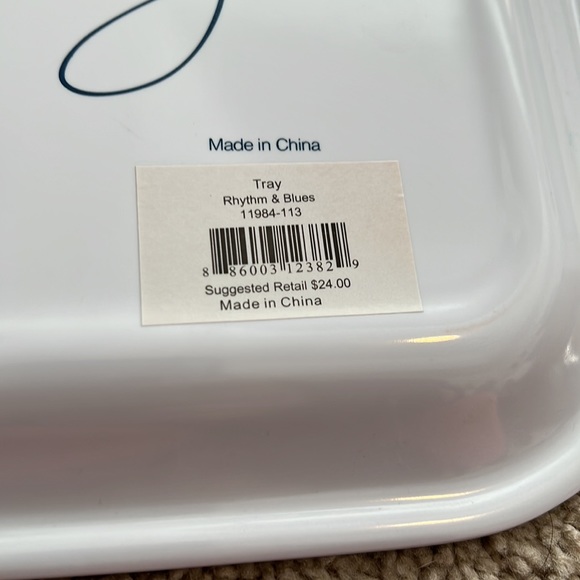 Made in China
Tray
Rhythm & Blues
11984-113
8 86003 12382 9
Suggested Retail $24.00
Made in China